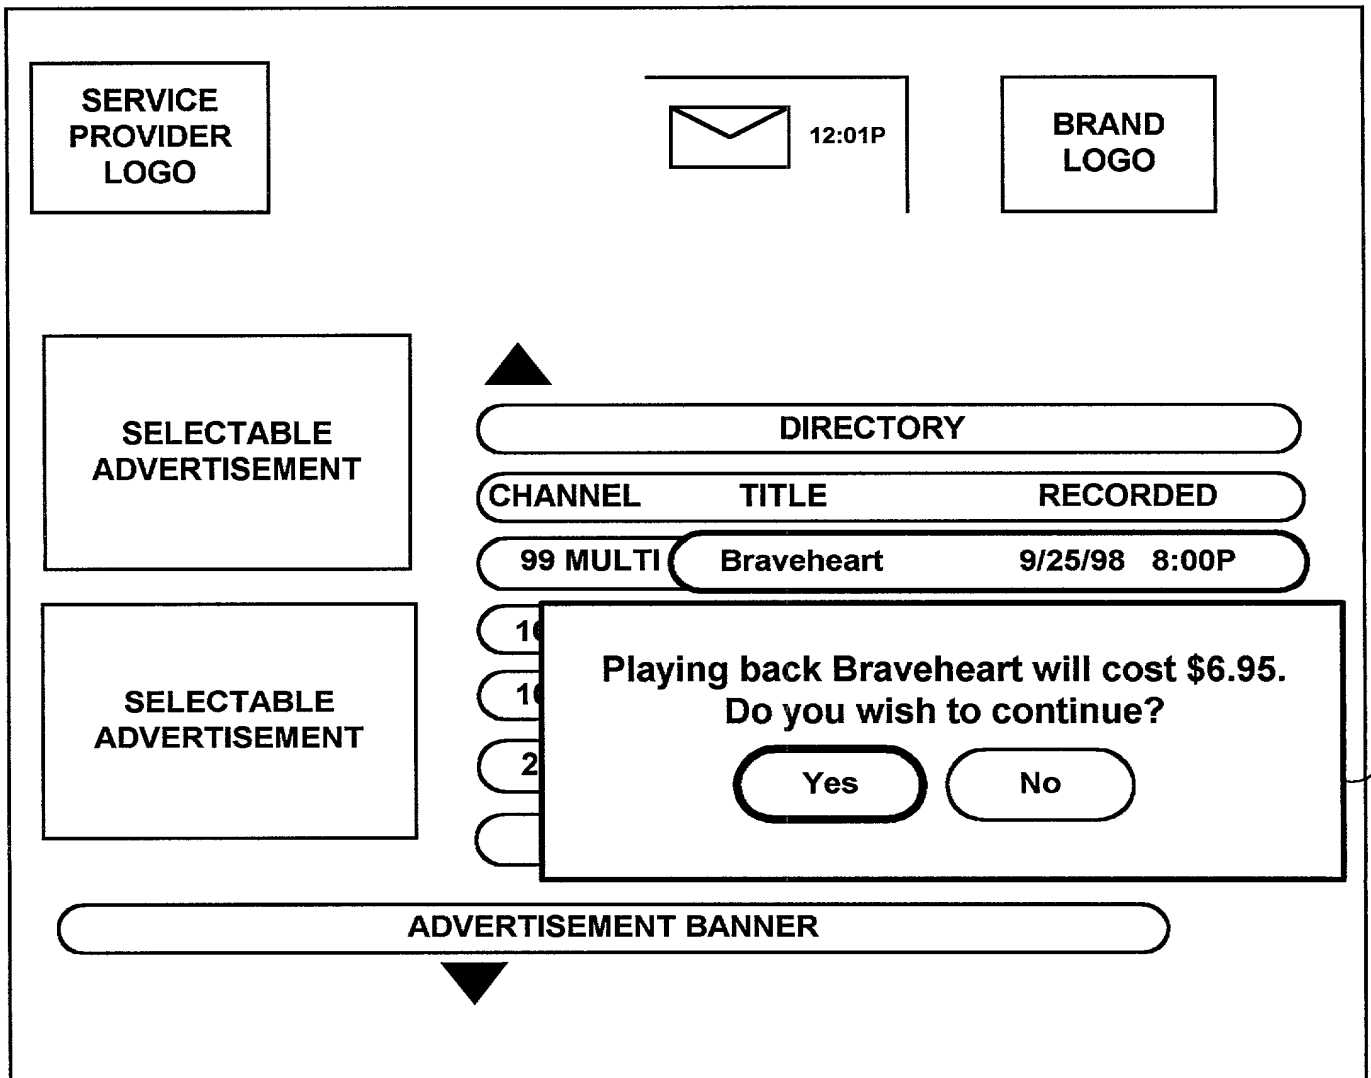 SERVICE
PROVIDER
LOGO
12:01P
BRAND
LOGO
SELECTABLE
ADVERTISEMENT
DIRECTORY
CHANNEL TITLE RECORDED
99 MULTI Braveheart 9/25/98 8:00P
SELECTABLE
ADVERTISEMENT
Playing back Braveheart will cost $6.95.
Do you wish to continue?
Yes No
ADVERTISEMENT BANNER